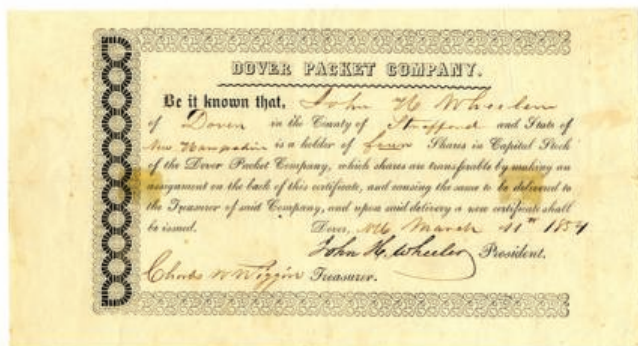 DOVER PACKET COMPANY.
Be it known that, John H Wheeler
of Dover in the County of Strafford and State of
New Hampshire is a holder of four Shares in Capital Stock
of the Dover Packet Company, which shares are transferable by making an
assignment on the back of this certificate, and causing the same to be delivered to
the Treasurer of said Company, and upon said delivery a new certificate shall
be issued. Dover, March 11th 1854
John H. Wheeler President.
Charles W Wiggin Treasurer.